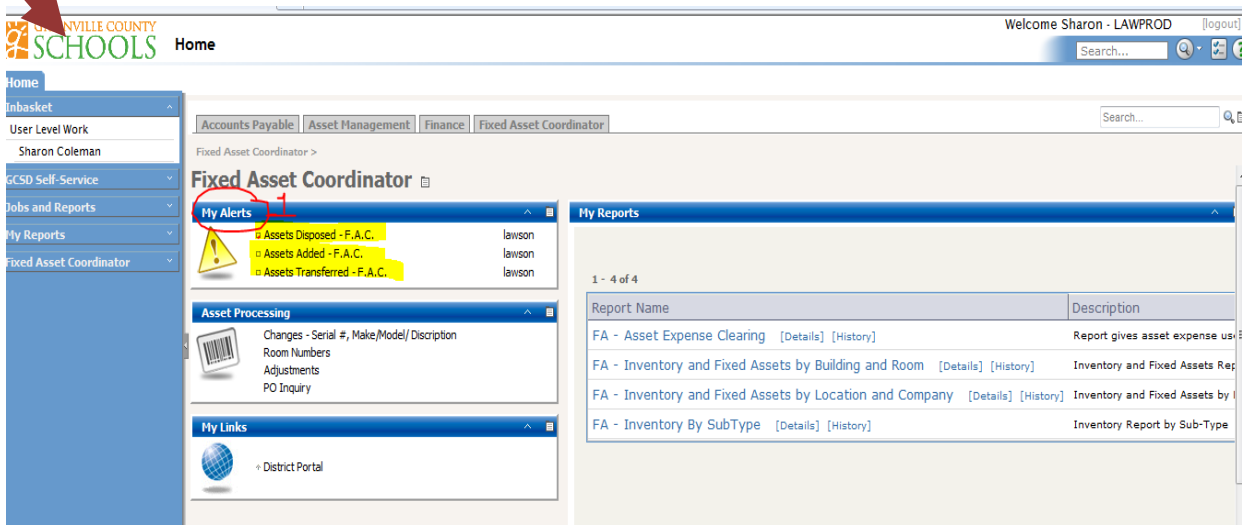 Welcome Sharon - LAWPROD [logout]
NVILLE COUNTY
SCHOOLS
Home
Search...
Home
Inbasket
User Level Work
Sharon Coleman
GCSD Self-Service
Jobs and Reports
My Reports
Fixed Asset Coordinator
Accounts Payable Asset Management Finance Fixed Asset Coordinator
Search...
Fixed Asset Coordinator >
Fixed Asset Coordinator
My Alerts
1
Assets Disposed - F.A.C. lawson
Assets Added - F.A.C. lawson
Assets Transferred - F.A.C. lawson
Asset Processing
Changes - Serial #, Make/Model/ Discription
Room Numbers
Adjustments
PO Inquiry
My Links
District Portal
My Reports
1 - 4 of 4
Report Name Description
FA - Asset Expense Clearing [Details] [History] Report gives asset expense
FA - Inventory and Fixed Assets by Building and Room [Details] [History] Inventory and Fixed Assets
FA - Inventory and Fixed Assets by Location and Company [Details] [History] Inventory and Fixed Assets by
FA - Inventory By SubType [Details] [History] Inventory Report by Sub-Type